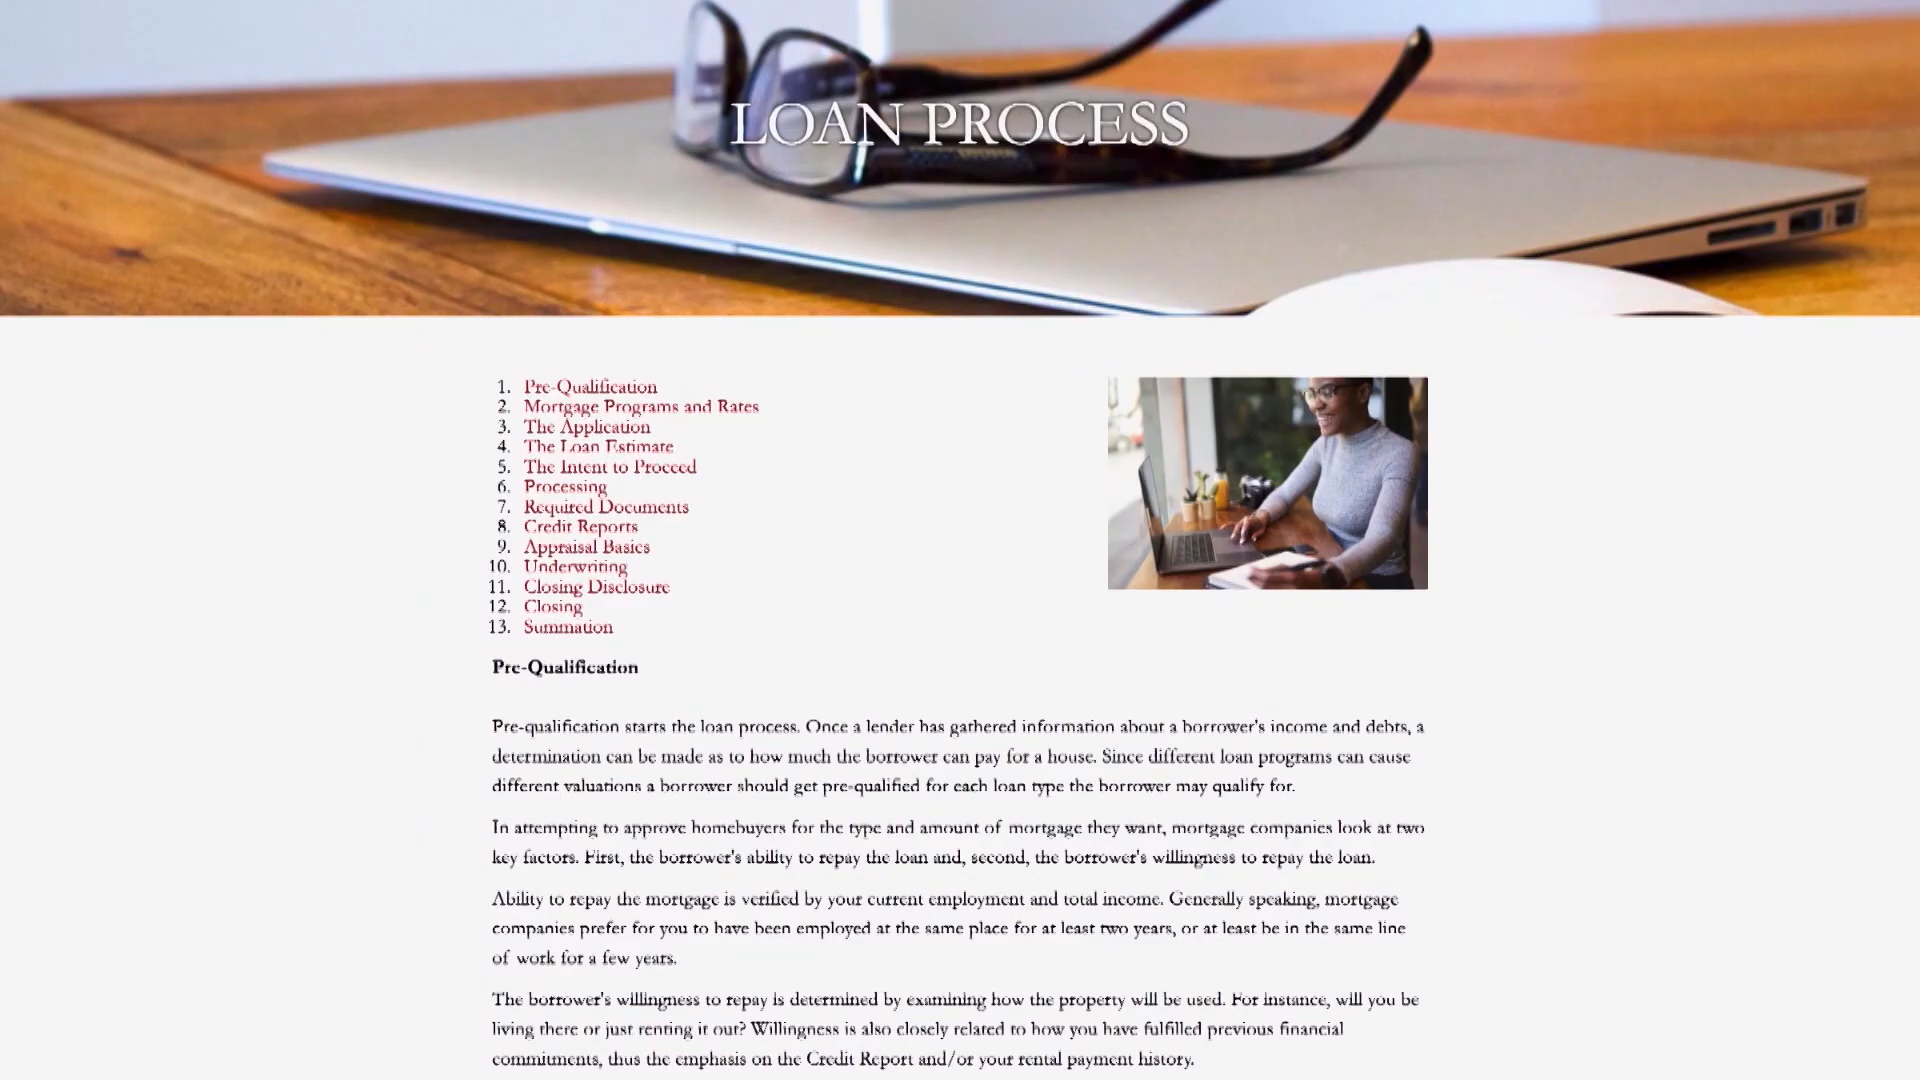 LOAN PROCESS
1. Pre-Qualification
2. Mortgage Programs and Rates
3. The Application
4. The Loan Estimate
5. The Intent to Proceed
6. Processing
7. Required Documents
8. Credit Reports
9. Appraisal Basics
10. Underwriting
11. Closing Disclosure
12. Closing
13. Summation
Pre-Qualification
Pre-qualification starts the loan process. Once a lender has gathered information about a borrower's income and debts, a
determination can be made as to how much the borrower can pay for a house. Since different loan programs can cause
different valuations a borrower should get pre-qualified for each loan type the borrower may qualify for.
In attempting to approve homebuyers for the type and amount of mortgage they want, mortgage companies look at two
key factors. First, the borrower's ability to repay the loan and, second, the borrower's willingness to repay the loan.
Ability to repay the mortgage is verified by your current employment and total income. Generally speaking, mortgage
companies prefer for you to have been employed at the same place for at least two years, or at least be in the same line
of work for a few years.
The borrower's willingness to repay is determined by examining how the property will be used. For instance, will you be
living there or just renting it out? Willingness is also closely related to how you have fulfilled previous financial
commitments, thus the emphasis on the Credit Report and/or your rental payment history.